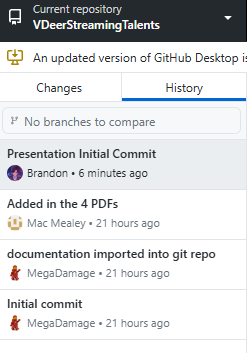 Current repository
VDeerStreamingTalents
An updated version of GitHub Desktop is
Changes
History
No branches to compare
Presentation Initial Commit
Brandon • 6 minutes ago
Added in the 4 PDFs
Mac Mealey • 21 hours ago
documentation imported into git repo
MegaDamage • 21 hours ago
Initial commit
MegaDamage • 21 hours ago